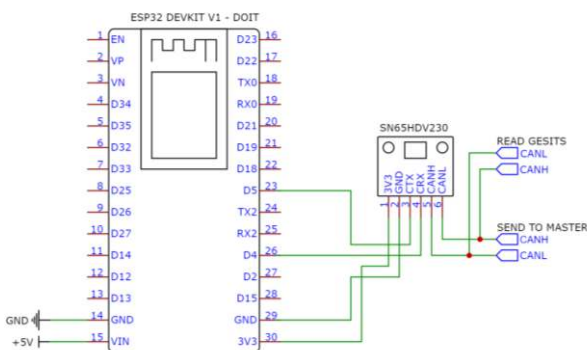 ESP32 DEVKIT V1 - DOIT
1 EN D23 16
2 VP D22 17
3 VN TX0 18
4 D34 RX0 19
5 D35 D21 20
6 D32 D19 21
7 D33 D18 22
8 D25 D5 23
9 D26 TX2 24
10 D27 RX2 25
11 D14 D4 26
12 D12 D2 27
13 D13 D15 28
GND 14 GND GND 29
+5V 15 VIN 3V3 30
SN65HDV230
3V3 GND CTX CRX CANH CANL
1 2 3 4 5 6
READ GESITS
CANL
CANH
SEND TO MASTER
CANH
CANL